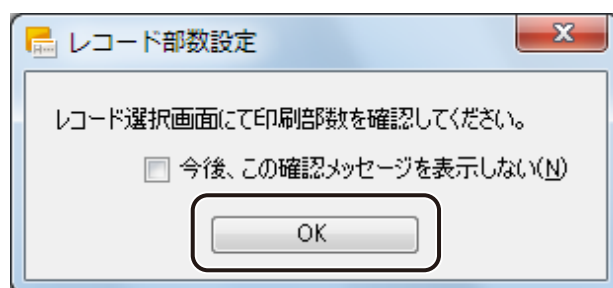 レコード部数設定
レコード選択画面にて印刷部数を確認してください。
今後、この確認メッセージを表示しない(N)
OK